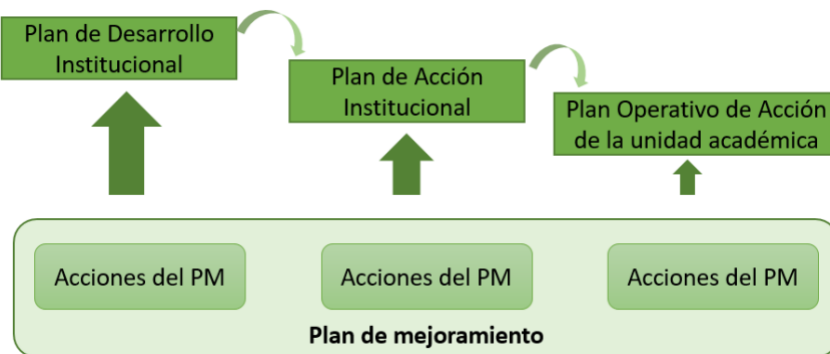 Plan de Desarrollo
Institucional
Plan de Acción
Institucional
Plan Operativo de Acción
de la unidad académica
Acciones del PM
Acciones del PM
Acciones del PM
Plan de mejoramiento